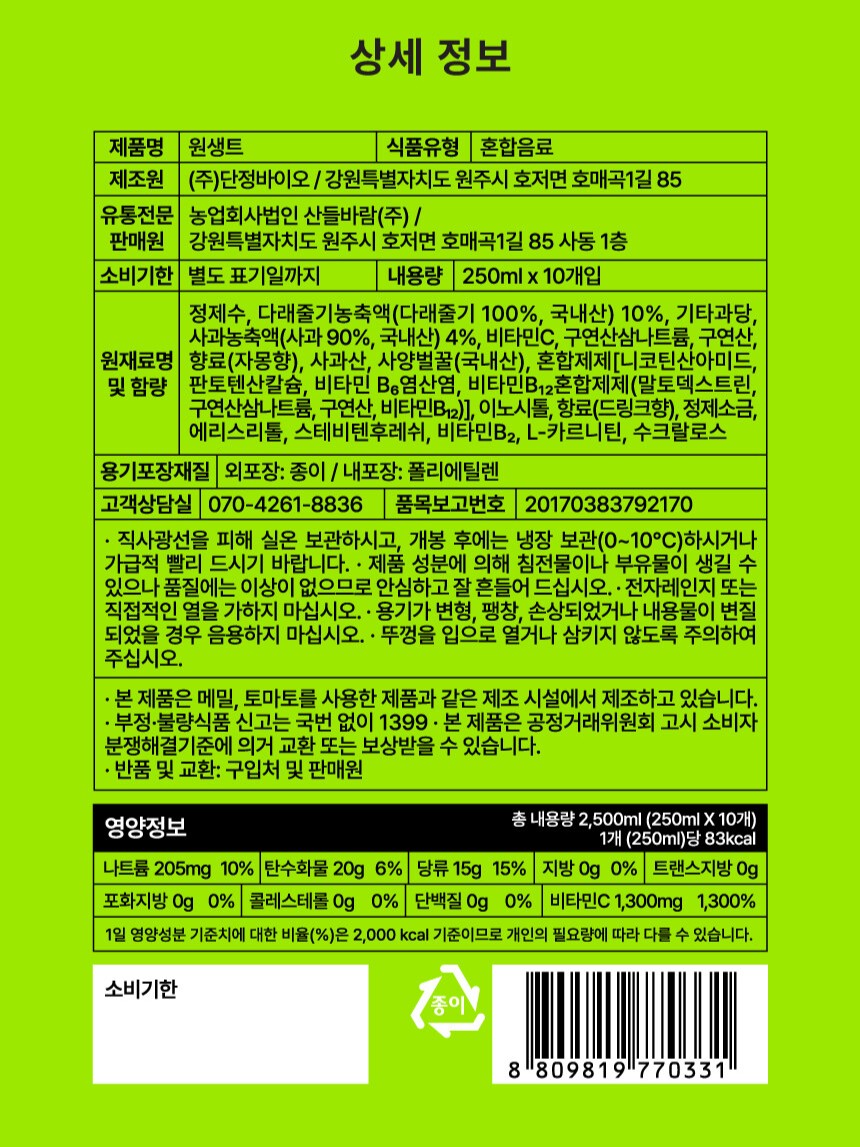 상세 정보
제품명 원생트 식품유형 혼합음료
제조원 (주)단정바이오 / 강원특별자치도 원주시 호저면 호매곡1길 85
유통전문 농업회사법인 산들바람(주) /
판매원 강원특별자치도 원주시 호저면 호매곡1길 85 사동 1층
소비기한 별도 표기일까지 내용량 250ml x 10개입
원재료명 및 함량
정제수, 다래줄기농축액(다래줄기 100%, 국내산) 10%, 기타과당,
사과농축액(사과 90%, 국내산) 4%, 비타민C, 구연산삼나트륨, 구연산,
향료(자몽향), 사과산, 사양벌꿀(국내산), 혼합제제[니코틴산아미드,
판토텐산칼슘, 비타민 B₆염산염, 비타민B₁₂혼합제제(말토덱스트린,
구연산삼나트륨, 구연산, 비타민B₁₂)], 이노시톨, 향료(드링크향), 정제소금,
에리스리톨, 스테비텐후레쉬, 비타민B₂, L-카르니틴, 수크랄로스
용기포장재질 외포장: 종이 / 내포장: 폴리에틸렌
고객상담실 070-4261-8836 품목보고번호 20170383792170
· 직사광선을 피해 실온 보관하시고, 개봉 후에는 냉장 보관(0~10°C)하시거나
가급적 빨리 드시기 바랍니다. · 제품 성분에 의해 침전물이나 부유물이 생길 수
있으나 품질에는 이상이 없으므로 안심하고 잘 흔들어 드십시오. · 전자레인지 또는
직접적인 열을 가하지 마십시오. · 용기가 변형, 팽창, 손상되었거나 내용물이 변질
되었을 경우 음용하지 마십시오. · 뚜껑을 입으로 열거나 삼키지 않도록 주의하여
주십시오.
· 본 제품은 메밀, 토마토를 사용한 제품과 같은 제조 시설에서 제조하고 있습니다.
· 부정·불량식품 신고는 국번 없이 1399 · 본 제품은 공정거래위원회 고시 소비자
분쟁해결기준에 의거 교환 또는 보상받을 수 있습니다.
· 반품 및 교환: 구입처 및 판매원
영양정보
총 내용량 2,500ml (250ml X 10개)
1개 (250ml)당 83kcal
나트륨 205mg 10% 탄수화물 20g 6% 당류 15g 15% 지방 0g 0% 트랜스지방 0g
포화지방 0g 0% 콜레스테롤 0g 0% 단백질 0g 0% 비타민C 1,300mg 1,300%
1일 영양성분 기준치에 대한 비율(%)은 2,000 kcal 기준이므로 개인의 필요량에 따라 다를 수 있습니다.
소비기한
종이
8 809819 770331